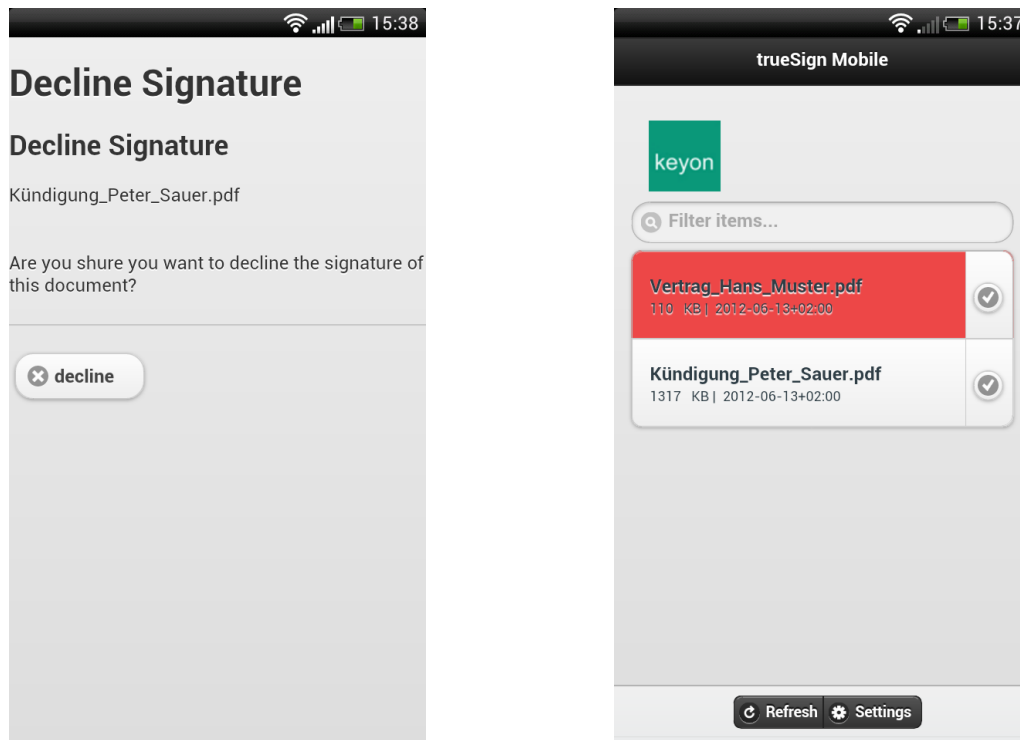 15:38
Decline Signature
Decline Signature
Kündigung_Peter_Sauer.pdf
Are you shure you want to decline the signature of
this document?
decline
15:37
trueSign Mobile
keyon
Filter items...
Vertrag_Hans_Muster.pdf
110 KB | 2012-06-13+02:00
Kündigung_Peter_Sauer.pdf
1317 KB | 2012-06-13+02:00
Refresh Settings